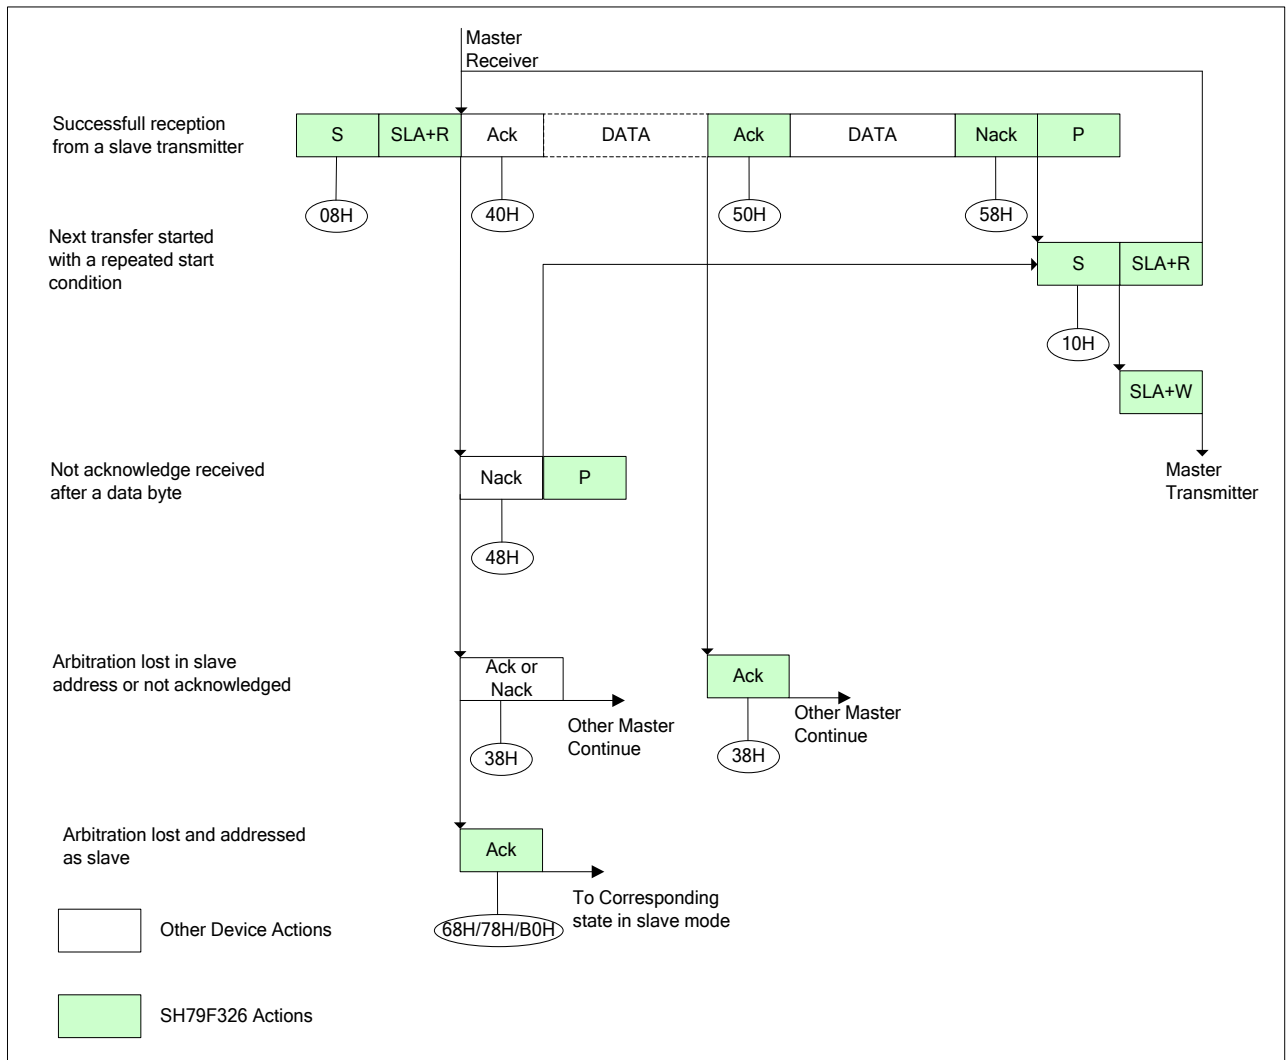 Master
Receiver
Successfull reception
from a slave transmitter
S SLA+R Ack DATA Ack DATA Nack P
08H 40H 50H 58H
Next transfer started
with a repeated start
condition
S SLA+R
10H
SLA+W
Not acknowledge received
after a data byte
Nack P
Master
Transmitter
48H
Arbitration lost in slave
address or not acknowledged
Ack or
Nack
Ack
Other Master
Continue
Other Master
Continue
38H 38H
Arbitration lost and addressed
as slave
Ack
To Corresponding
state in slave mode
68H/78H/B0H
Other Device Actions
SH79F326 Actions